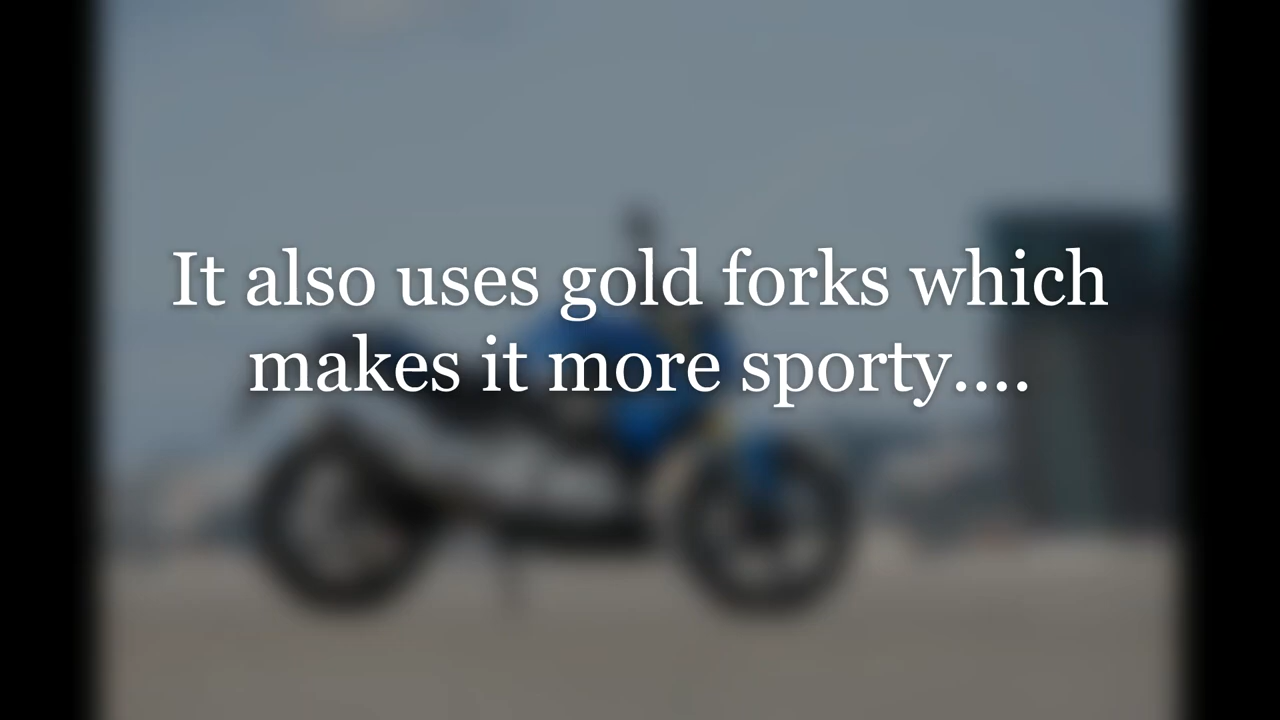 It also uses gold forks which
makes it more sporty....